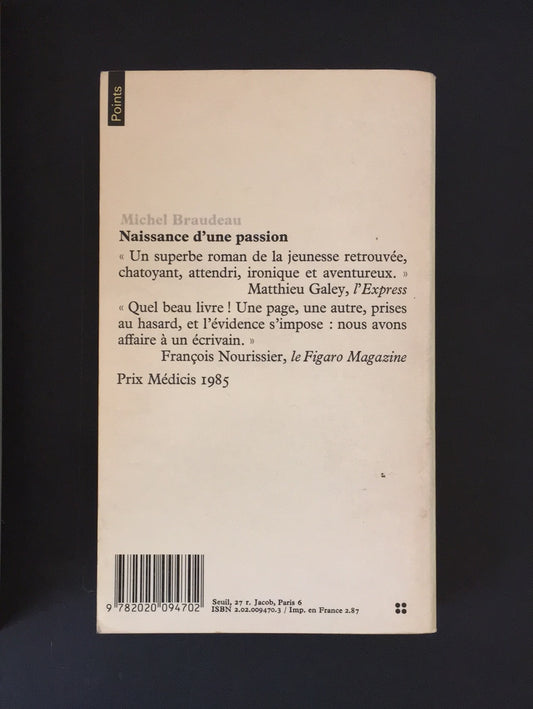 Points
Michel Braudeau
Naissance d'une passion
« Un superbe roman de la jeunesse retrouvée,
chatoyant, attendri, ironique et aventureux. »
Matthieu Galey, l'Express
« Quel beau livre ! Une page, une autre, prises
au hasard, et l'évidence s'impose : nous avons
affaire à un écrivain. »
François Nourissier, le Figaro Magazine
Prix Médicis 1985
9 782020 094702
Seuil, 27 r. Jacob, Paris 6
ISBN 2.02.009470.3 / Imp. en France 2.87